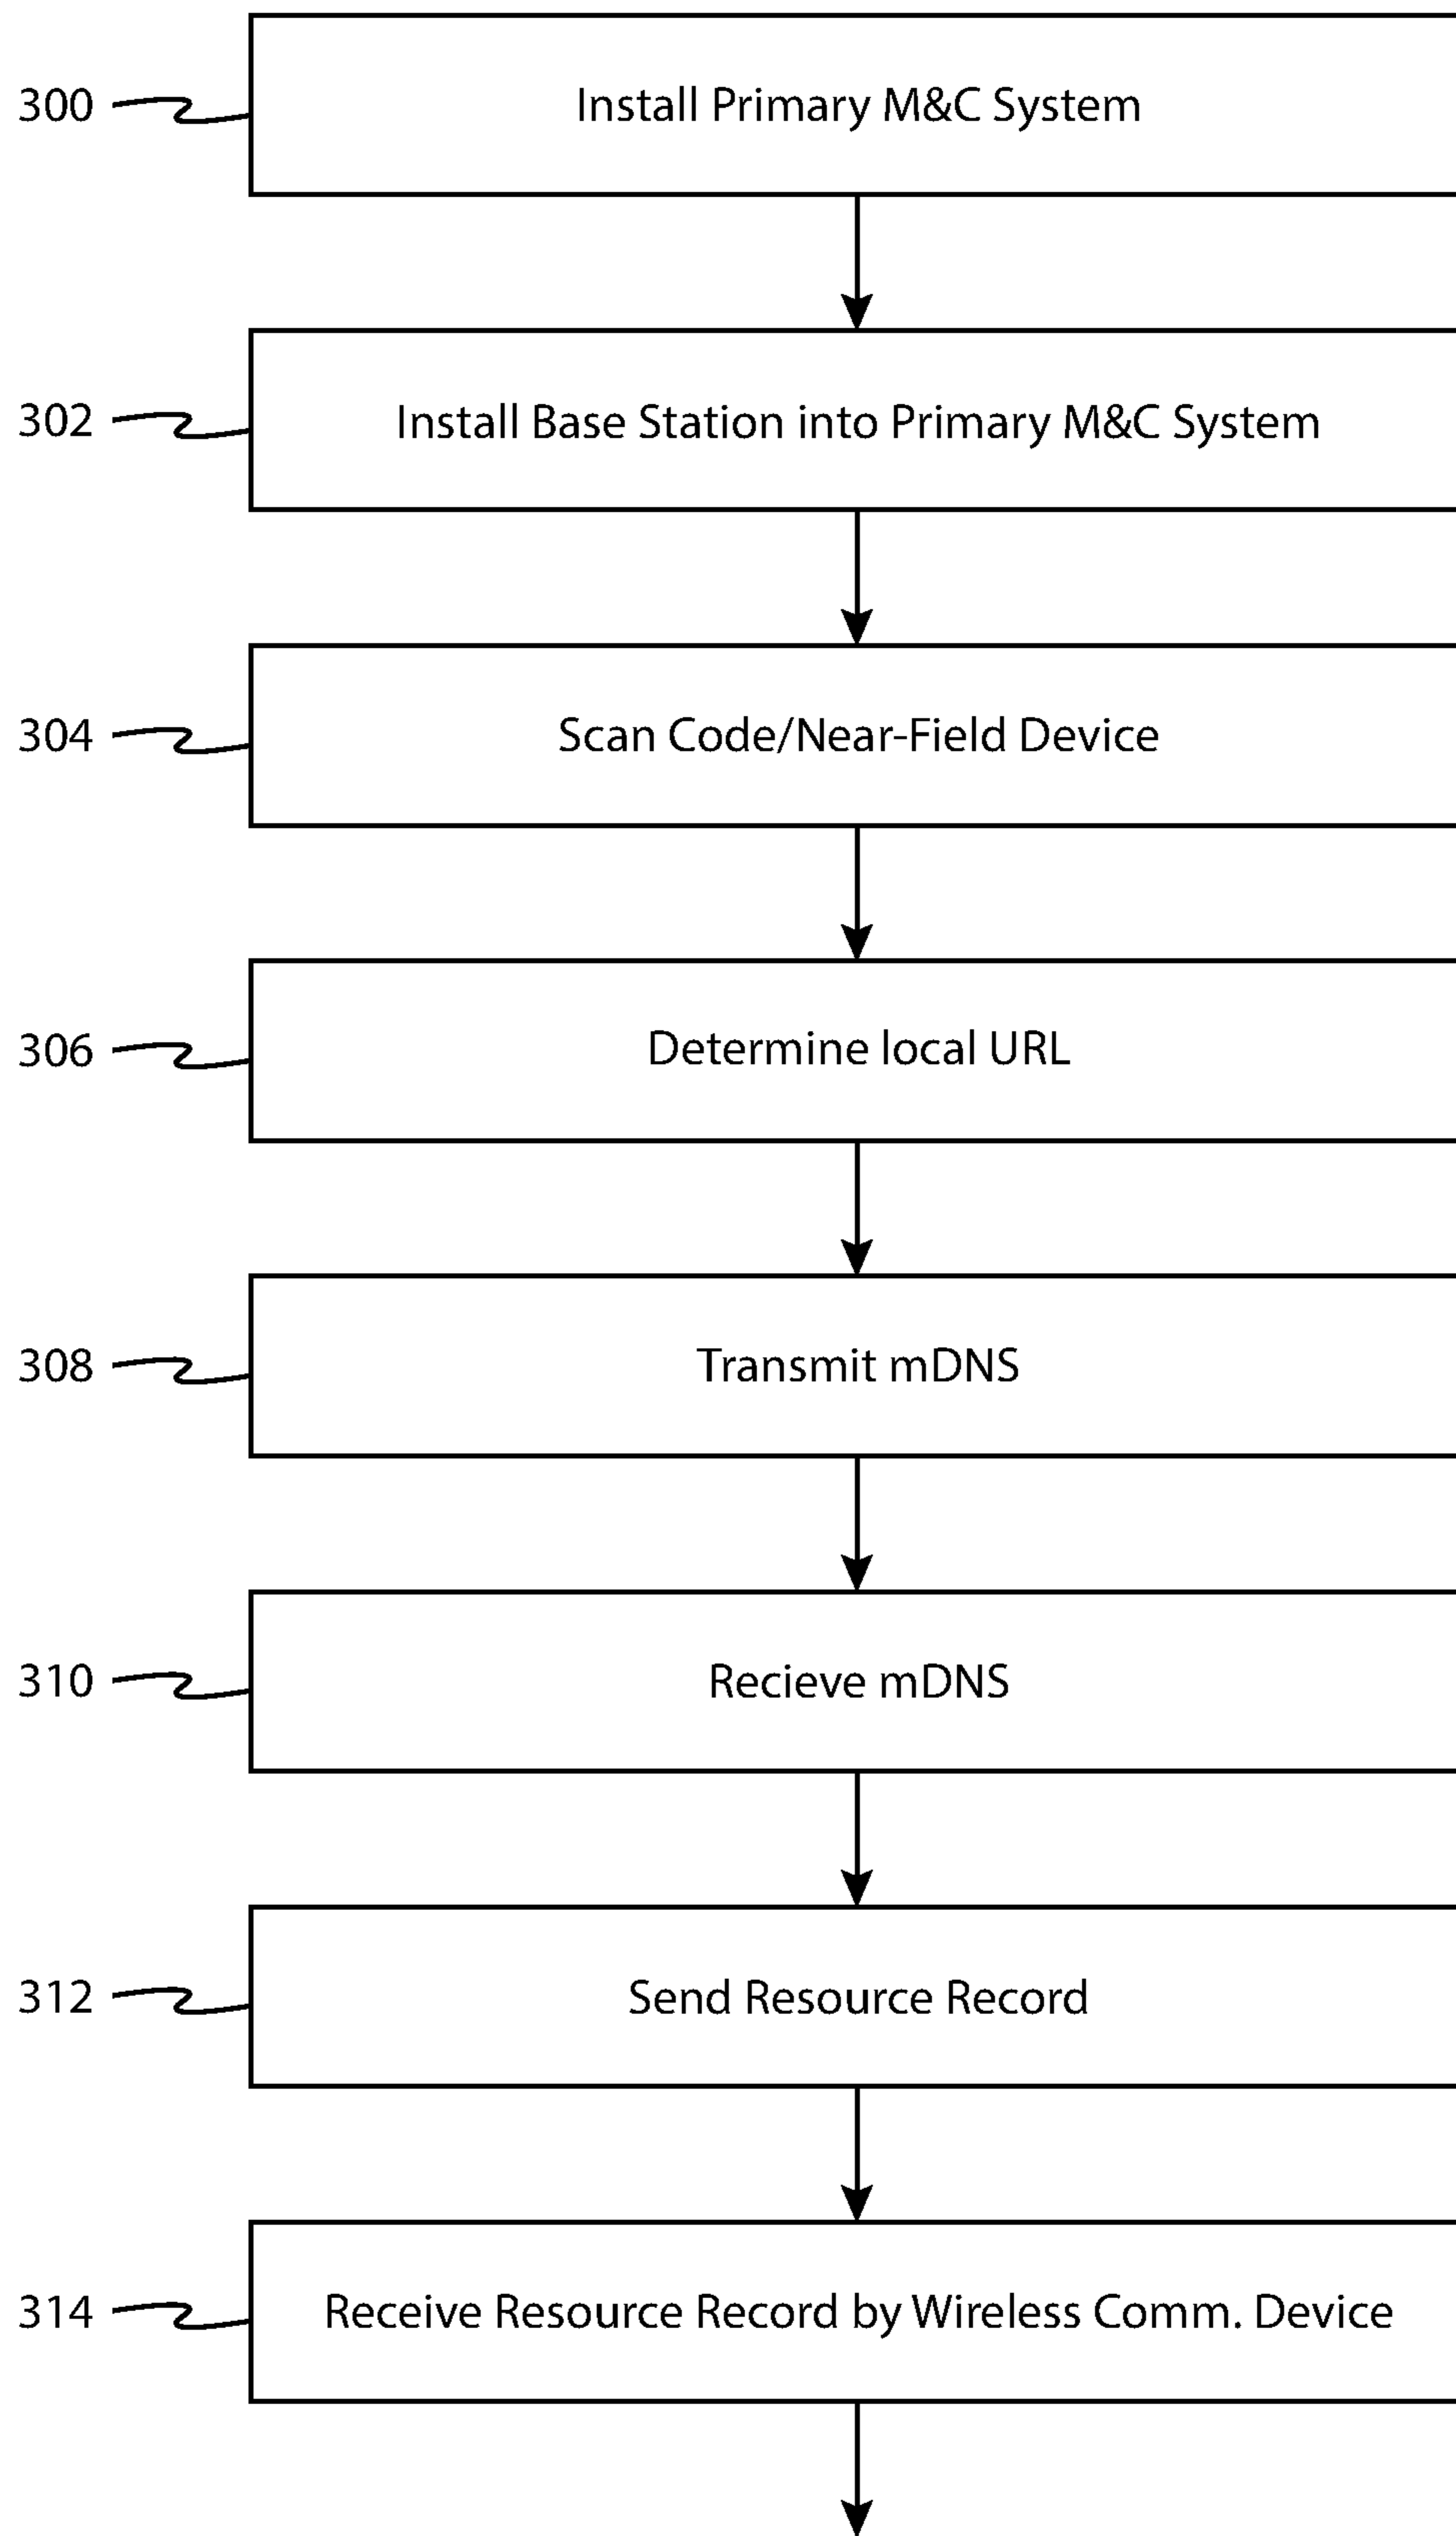 300
Install Primary M&C System
302
Install Base Station into Primary M&C System
304
Scan Code/Near-Field Device
306
Determine local URL
308
Transmit mDNS
310
Recieve mDNS
312
Send Resource Record
314
Receive Resource Record by Wireless Comm. Device